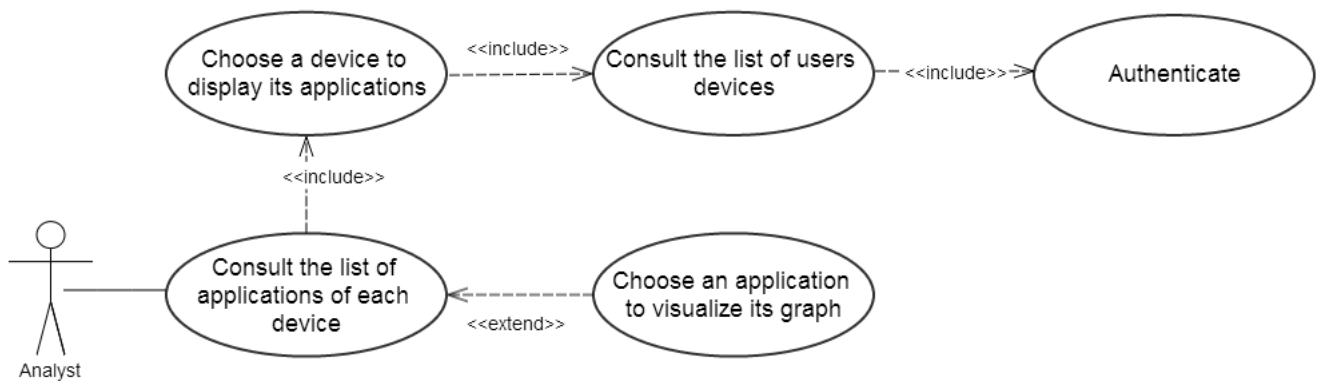 Choose a device to
display its applications
<<include>>
Consult the list of users
devices
<<include>>
Authenticate
<<include>>
Consult the list of
applications of each
device
Choose an application
to visualize its graph
<<extend>>
Analyst